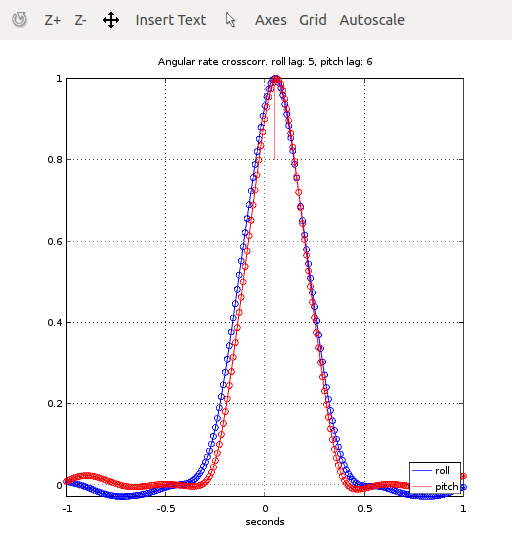 Z+ Z- Insert Text Axes Grid Autoscale
Angular rate crosscorr. roll lag: 5, pitch lag: 6
1
0.8
0.6
0.4
0.2
0
roll
pitch
-1 -0.5 0 0.5 1
seconds